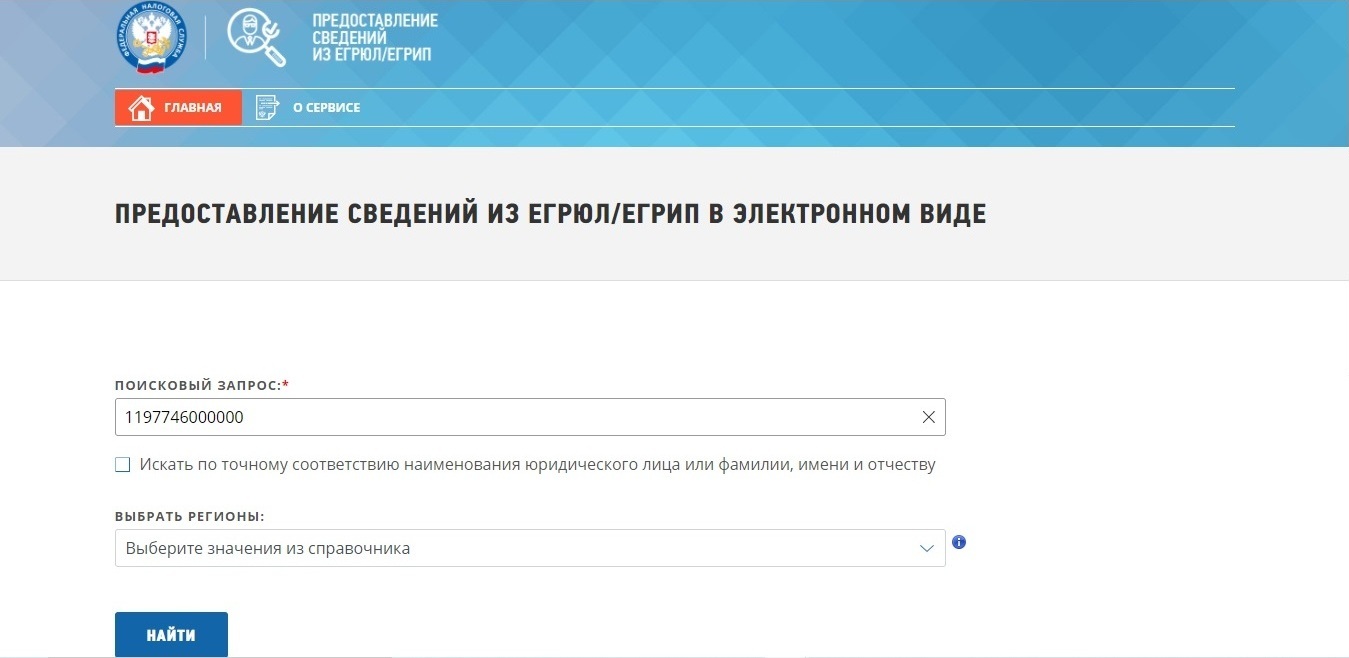 ФЕДЕРАЛЬНАЯ НАЛОГОВАЯ СЛУЖБА
ПРЕДОСТАВЛЕНИЕ
СВЕДЕНИЙ
ИЗ ЕГРЮЛ/ЕГРИП
ГЛАВНАЯ
О СЕРВИСЕ
ПРЕДОСТАВЛЕНИЕ СВЕДЕНИЙ ИЗ ЕГРЮЛ/ЕГРИП В ЭЛЕКТРОННОМ ВИДЕ
ПОИСКОВЫЙ ЗАПРОС:*
1197746000000
Искать по точному соответствию наименования юридического лица или фамилии, имени и отчеству
ВЫБРАТЬ РЕГИОНЫ:
Выберите значения из справочника
НАЙТИ